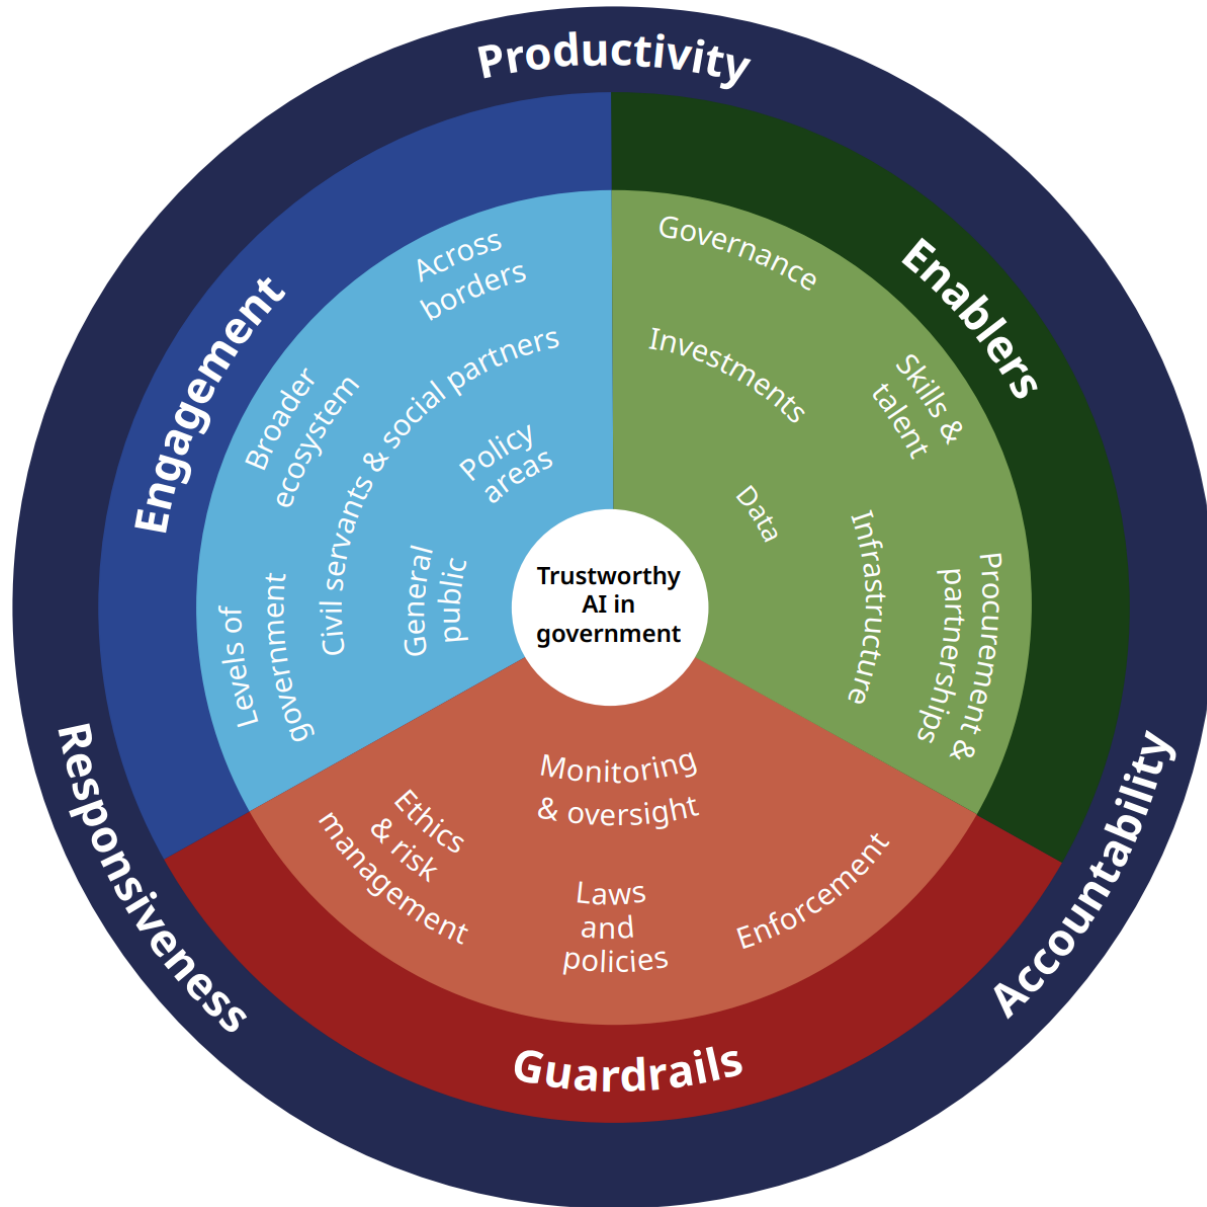 Productivity
Engagement
Enablers
Across
borders
Broader
ecosystem
Civil servants & social partners
Policy
areas
General
public
Levels of
government
Governance
Investments
Skills &
talent
Data
Infrastructure
Procurement &
partnerships
Trustworthy
AI in
government
Monitoring
& oversight
Ethics
& risk
management
Laws
and
policies
Enforcement
Guardrails
Responsiveness
Accountability